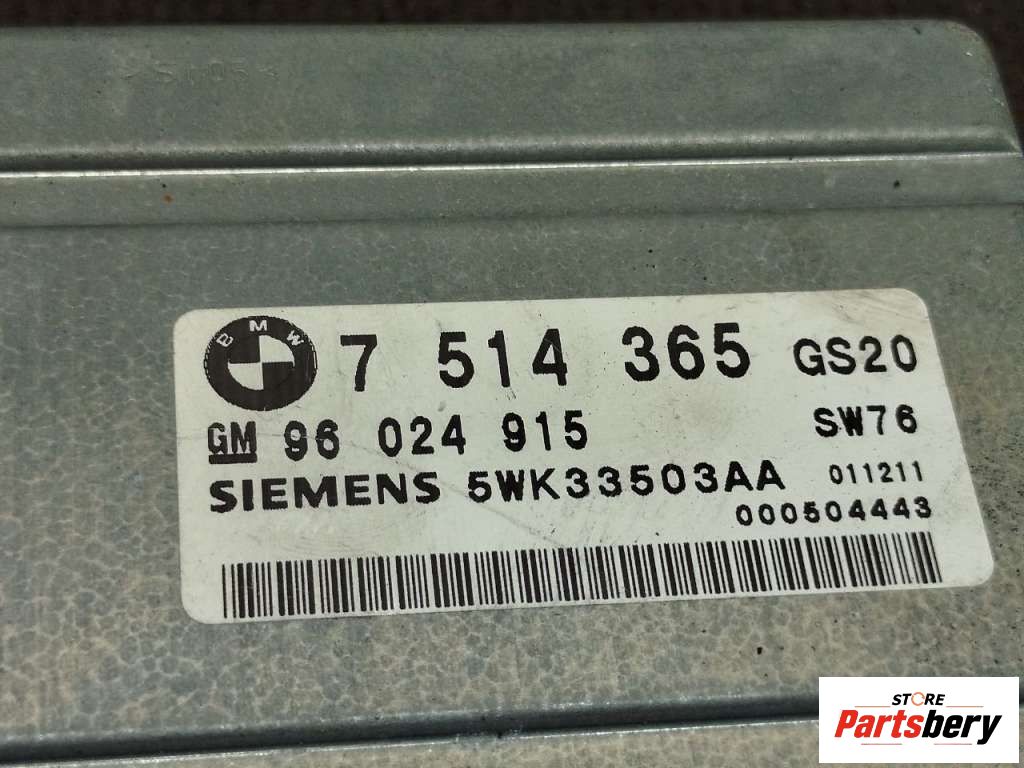 BMW 7 514 365 GS20
GM 96 024 915 SW76
SIEMENS 5WK33503AA 011211
000504443
STORE
Partsbery